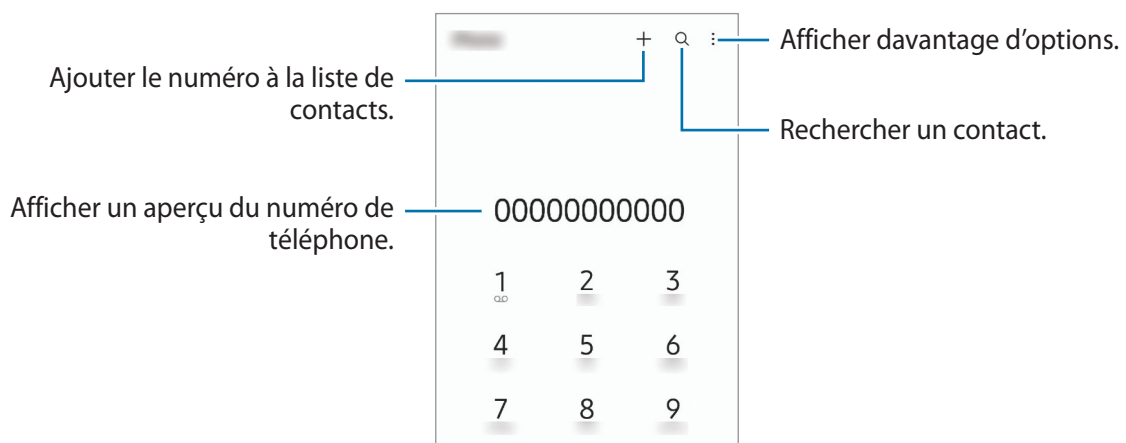 Afficher davantage d’options.
Ajouter le numéro à la liste de
contacts.
Rechercher un contact.
Afficher un aperçu du numéro de
téléphone.
00000000000
1 2 3
4 5 6
7 8 9